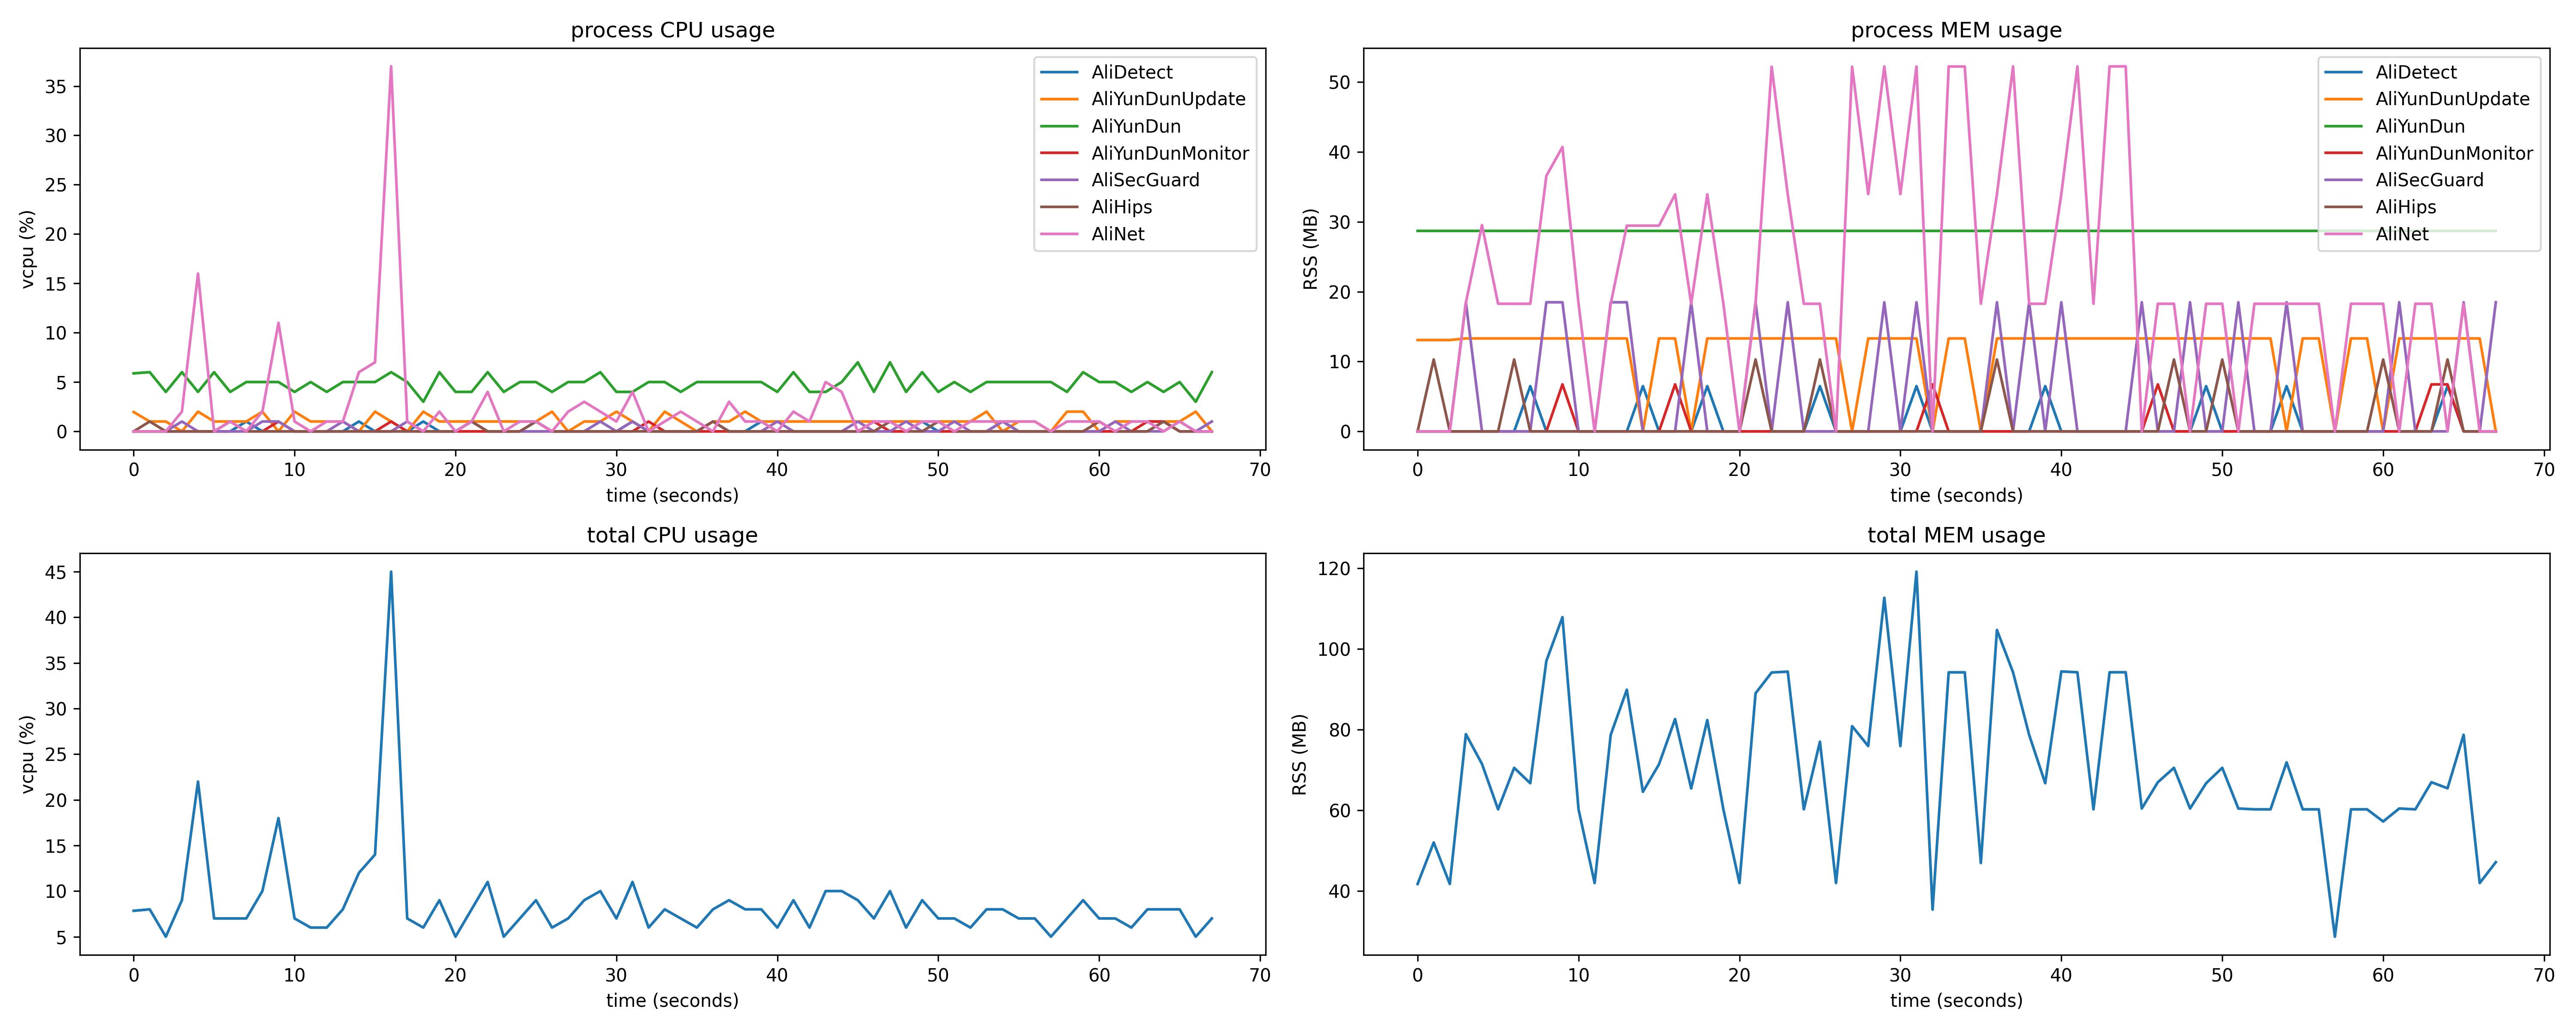 process CPU usage
vcpu (%)
35
30
25
20
15
10
5
0
AliDetect
AliYunDunUpdate
AliYunDun
AliYunDunMonitor
AliSecGuard
AliHips
AliNet
0 10 20 30 40 50 60 70
time (seconds)
process MEM usage
RSS (MB)
50
40
30
20
10
0
AliDetect
AliYunDunUpdate
AliYunDun
AliYunDunMonitor
AliSecGuard
AliHips
AliNet
0 10 20 30 40 50 60 70
time (seconds)
total CPU usage
vcpu (%)
45
40
35
30
25
20
15
10
5
0 10 20 30 40 50 60 70
time (seconds)
total MEM usage
RSS (MB)
120
100
80
60
40
0 10 20 30 40 50 60 70
time (seconds)